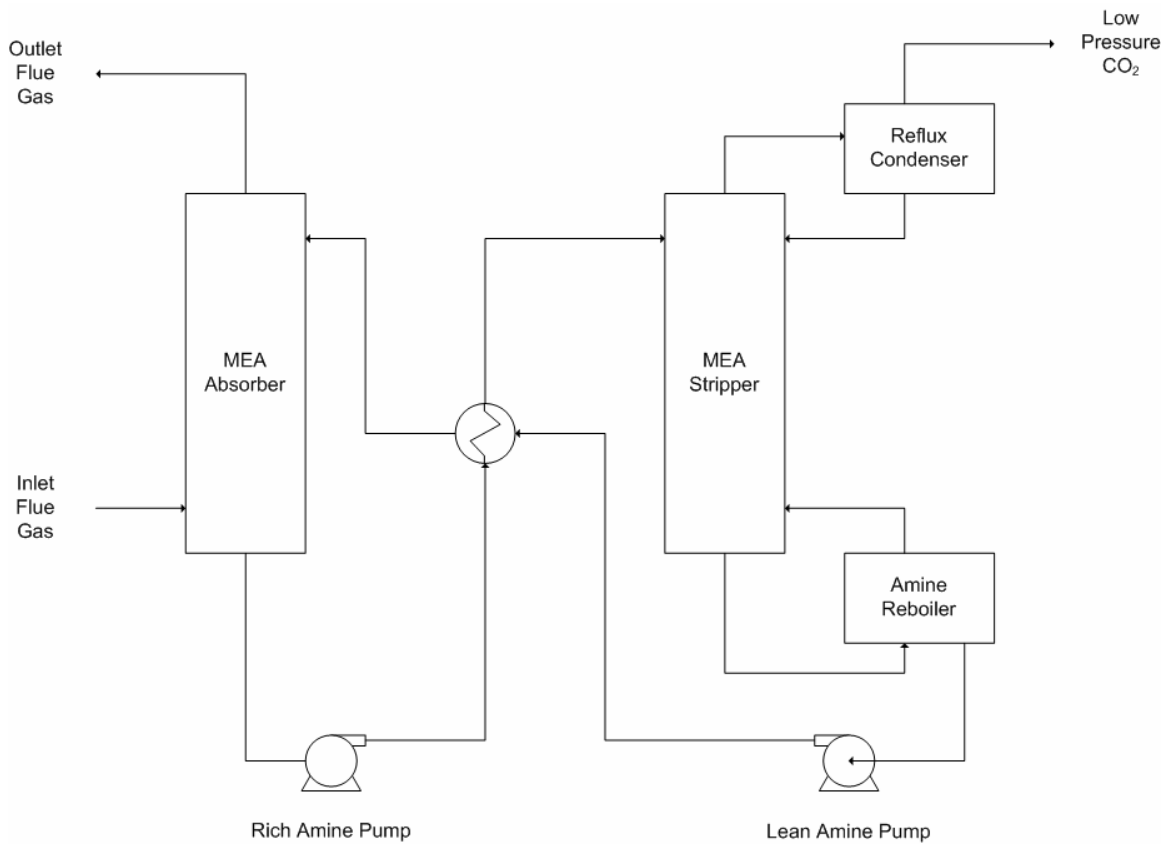 Low
Pressure
CO₂
Outlet
Flue
Gas
Reflux
Condenser
MEA
Absorber
MEA
Stripper
Inlet
Flue
Gas
Amine
Reboiler
Rich Amine Pump
Lean Amine Pump